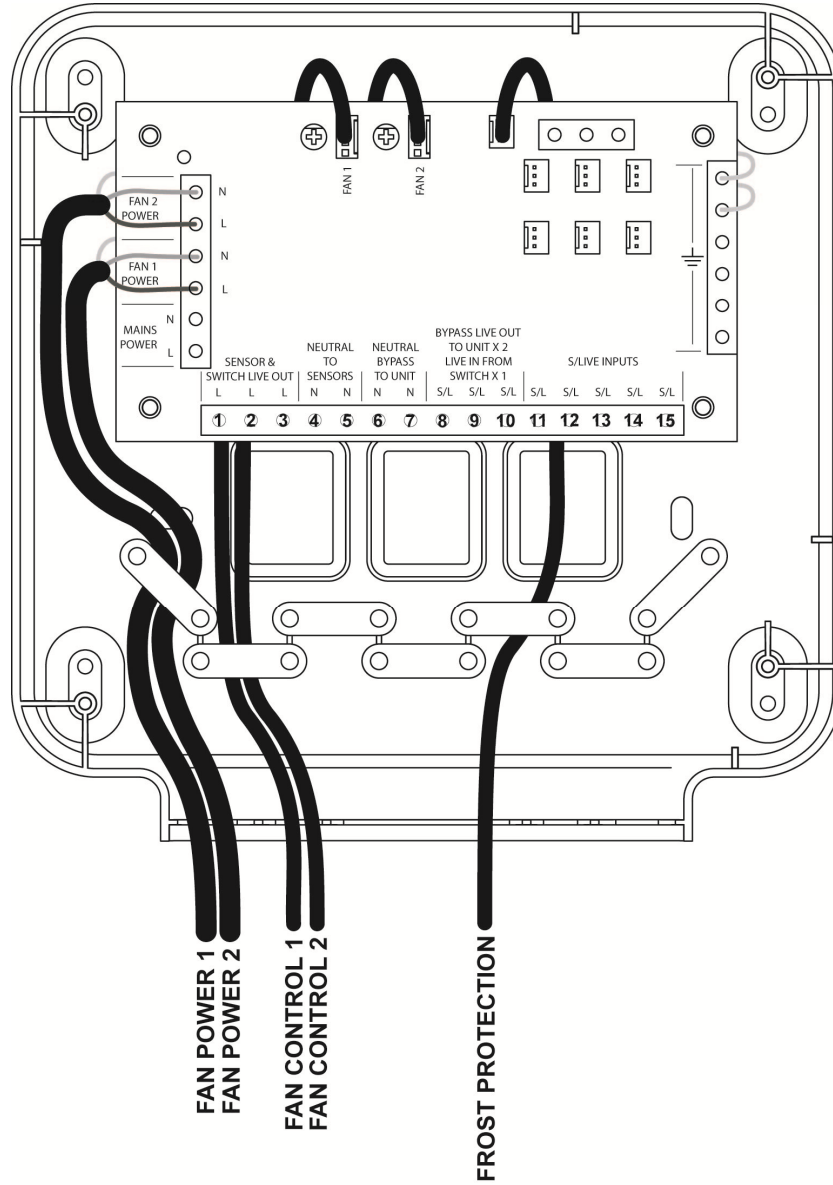 FAN 1
FAN 2
N
FAN 2
POWER
L
N
FAN 1
POWER
L
N
MAINS
POWER
L
SENSOR &
SWITCH LIVE OUT
NEUTRAL
TO
SENSORS
NEUTRAL
BYPASS
TO UNIT
BYPASS LIVE OUT
TO UNIT X 2
LIVE IN FROM
SWITCH X 1
S/LIVE INPUTS
L L L N N N N S/L S/L S/L S/L S/L S/L S/L S/L
1 2 3 4 5 6 7 8 9 10 11 12 13 14 15
FAN POWER 1
FAN POWER 2
FAN CONTROL 1
FAN CONTROL 2
FROST PROTECTION